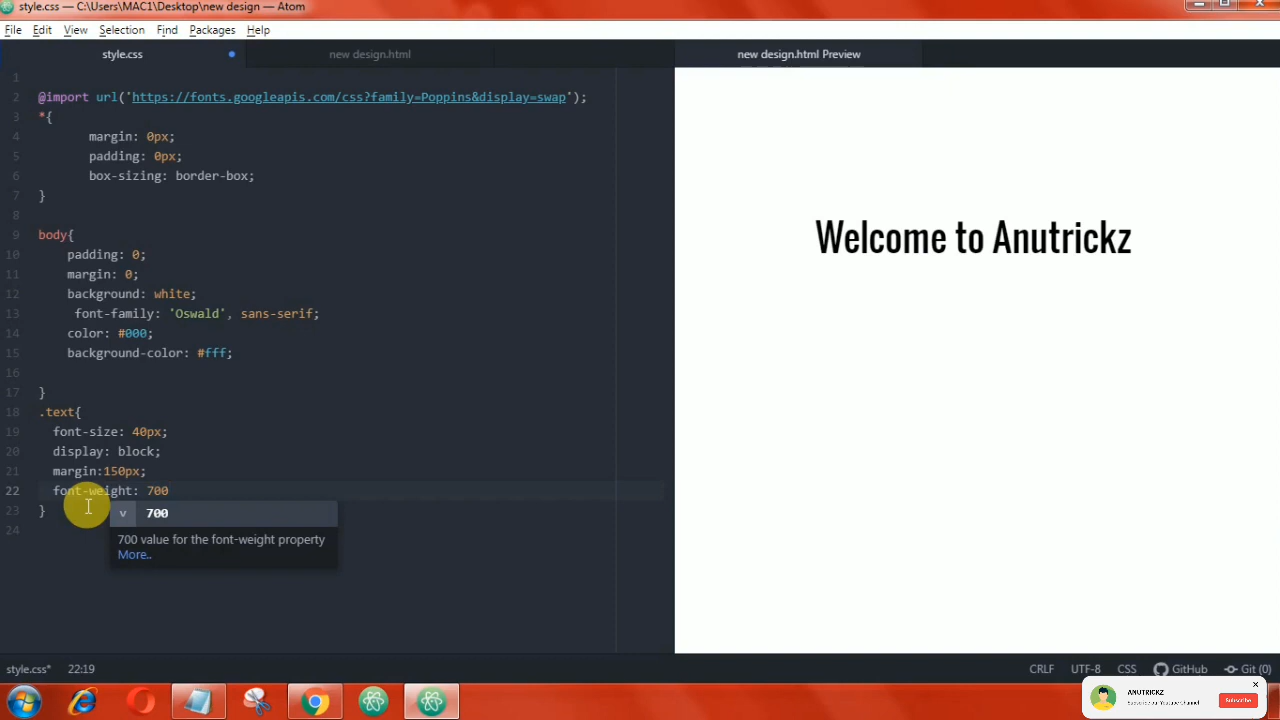 style.css — C:\Users\MAC1\Desktop\new design — Atom
File Edit View Selection Find Packages Help
style.css new design.html new design.html Preview
1
2 @import url('https://fonts.googleapis.com/css?family=Poppins&display=swap');
3 *{
4 margin: 0px;
5 padding: 0px;
6 box-sizing: border-box;
7 }
8
9 body{
10 padding: 0;
11 margin: 0;
12 background: white;
13 font-family: 'Oswald', sans-serif;
14 color: #000;
15 background-color: #fff;
16
17 }
18 .text{
19 font-size: 40px;
20 display: block;
21 margin:150px;
22 font-weight: 700
23 }
24
v 700
700 value for the font-weight property
More..
Welcome to Anutrickz
style.css* 22:19 CRLF UTF-8 CSS GitHub Git (0)
ANUTRICKZ
Subscribe our Youtube Channel
Subscribe